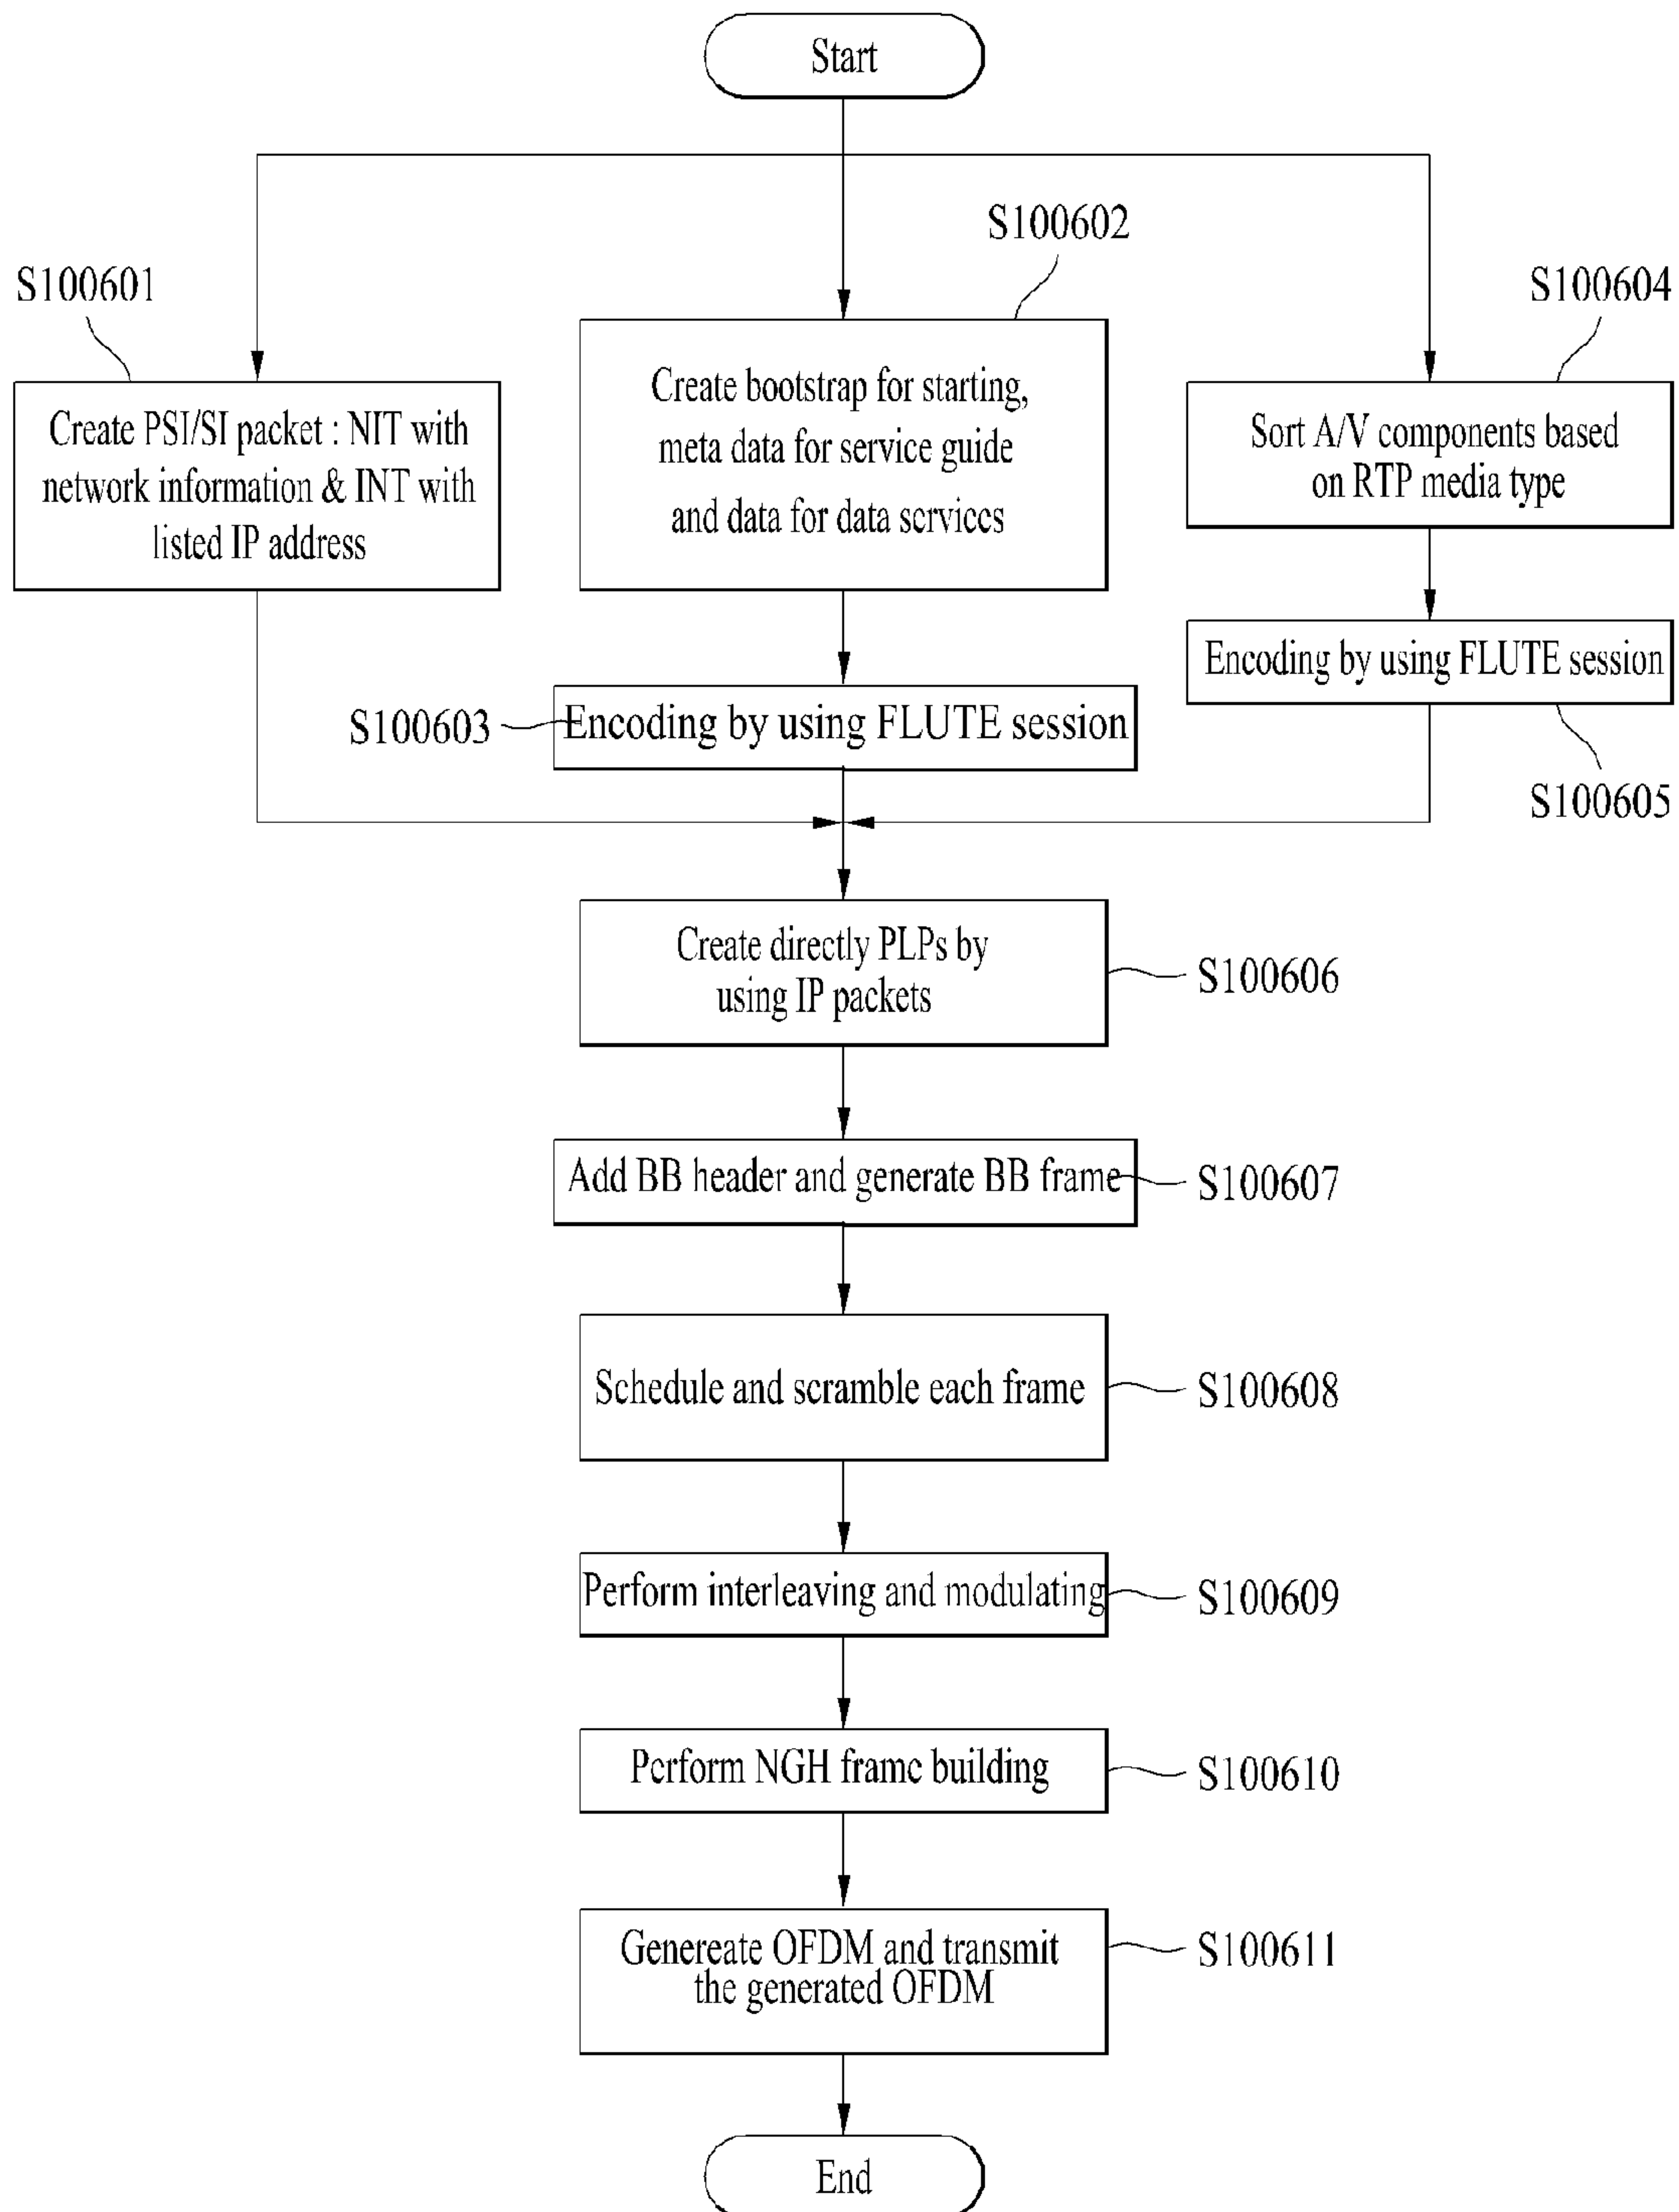 Start
S100602
S100601
S100604
Create PSI/SI packet : NIT with
network information & INT with
listed IP address
Create bootstrap for starting,
meta data for service guide
and data for data services
Sort A/V components based
on RTP media type
Encoding by using FLUTE session
S100603
Encoding by using FLUTE session
S100605
Create directly PLPs by
using IP packets
S100606
Add BB header and generate BB frame
S100607
Schedule and scramble each frame
S100608
Perform interleaving and modulating
S100609
Perform NGH frame building
S100610
Genereate OFDM and transmit
the generated OFDM
S100611
End